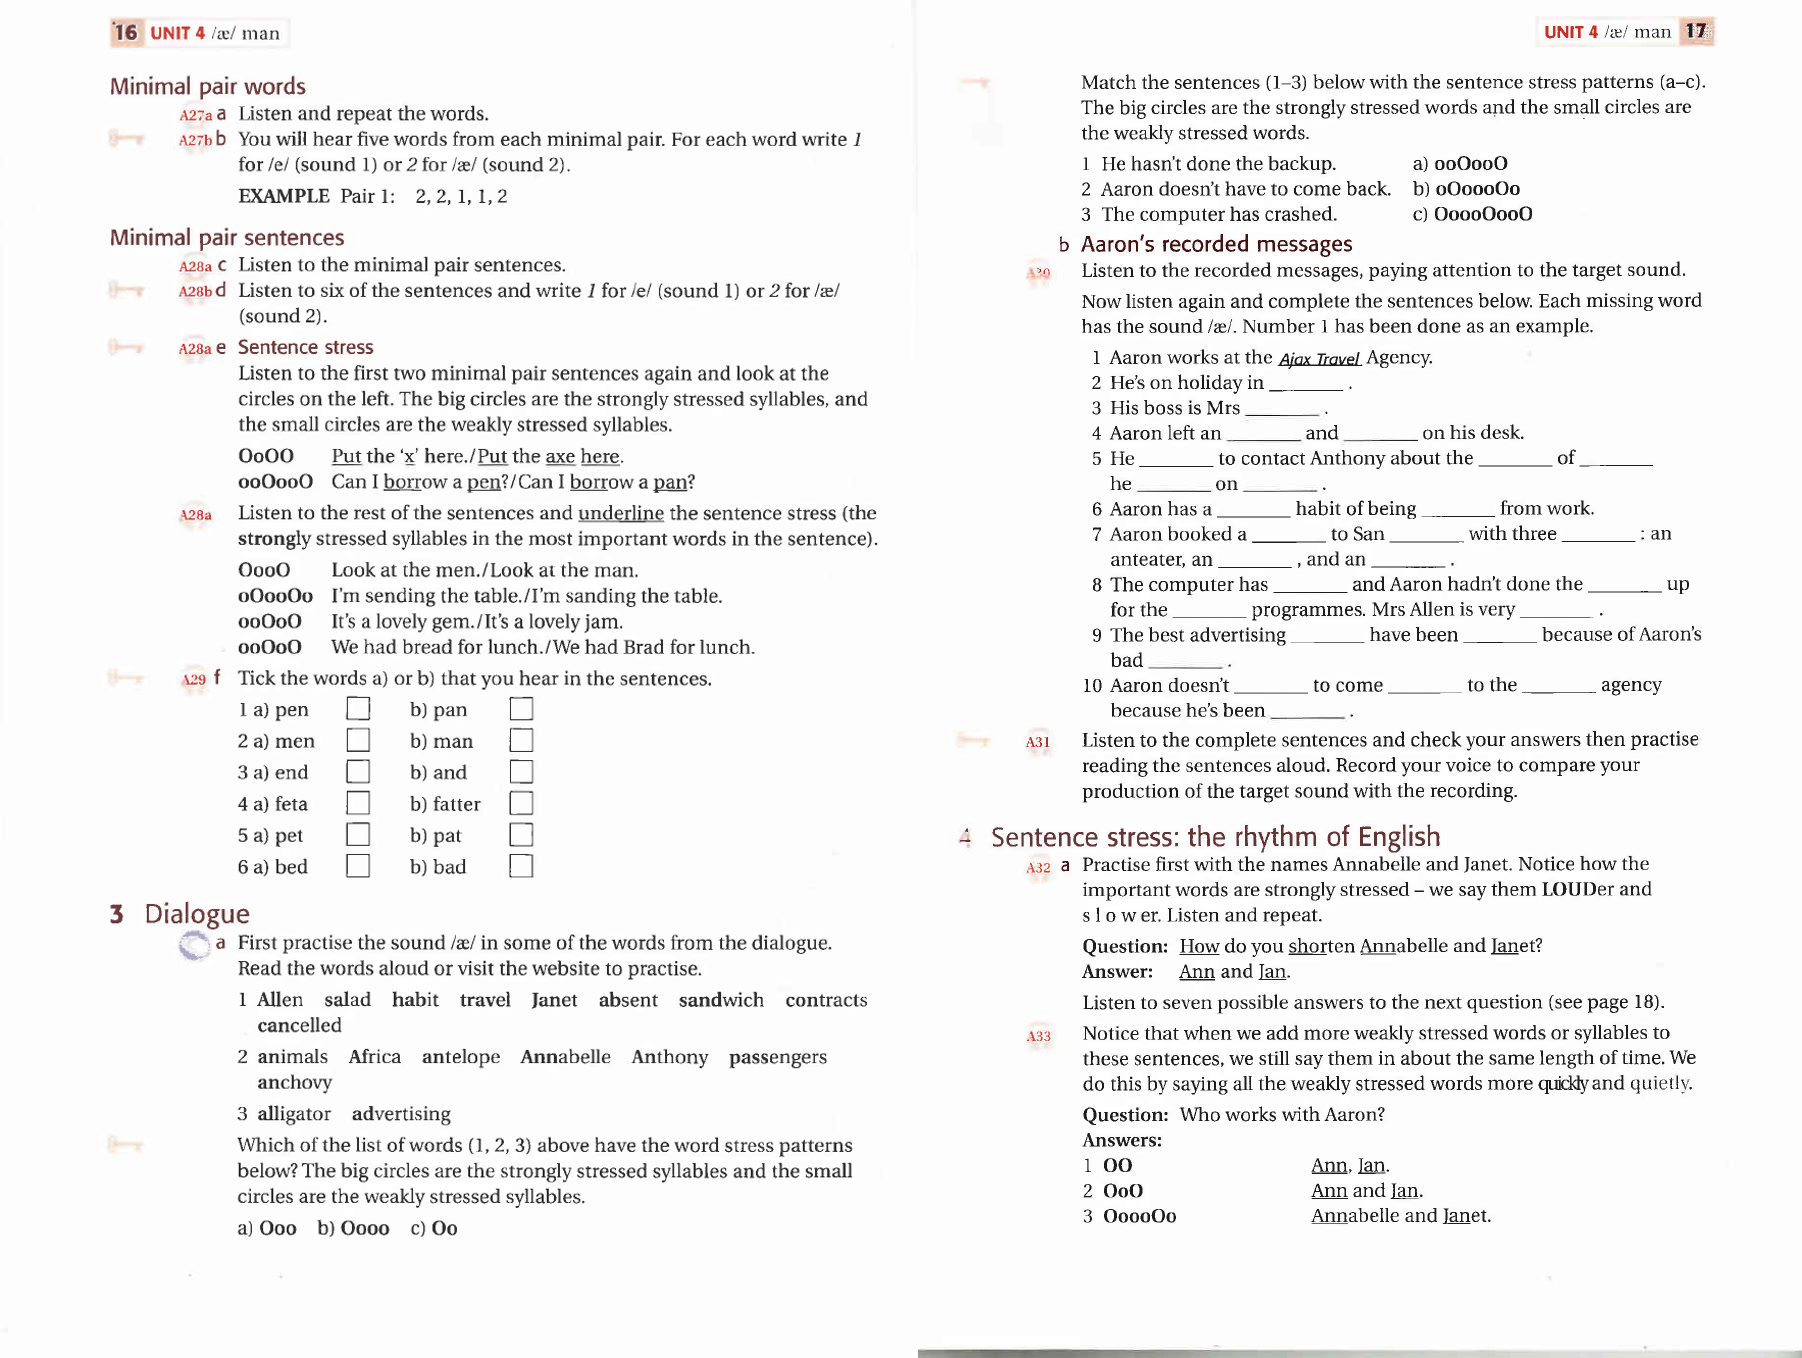 16 UNIT 4 /æ/ man
Minimal pair words
A27a a Listen and repeat the words.
A27b b You will hear five words from each minimal pair. For each word write 1
for /e/ (sound 1) or 2 for /æ/ (sound 2).
EXAMPLE Pair 1: 2, 2, 1, 1, 2
Minimal pair sentences
A28a c Listen to the minimal pair sentences.
A28b d Listen to six of the sentences and write 1 for /e/ (sound 1) or 2 for /æ/
(sound 2).
A28a e Sentence stress
Listen to the first two minimal pair sentences again and look at the
circles on the left. The big circles are the strongly stressed syllables, and
the small circles are the weakly stressed syllables.
OoOO Put the ‘x’ here./Put the axe here.
ooOooO Can I borrow a pen?/Can I borrow a pan?
A28a Listen to the rest of the sentences and underline the sentence stress (the
strongly stressed syllables in the most important words in the sentence).
OooO Look at the men./Look at the man.
oOooOo I'm sending the table./I'm sanding the table.
ooOoO It's a lovely gem./It's a lovely jam.
ooOoO We had bread for lunch./We had Brad for lunch.
A29 f Tick the words a) or b) that you hear in the sentences.
1 a) pen b) pan
2 a) men b) man
3 a) end b) and
4 a) feta b) fatter
5 a) pet b) pat
6 a) bed b) bad
3 Dialogue
a First practise the sound /æ/ in some of the words from the dialogue.
Read the words aloud or visit the website to practise.
1 Allen salad habit travel Janet absent sandwich contracts
cancelled
2 animals Africa antelope Annabelle Anthony passengers
anchovy
3 alligator advertising
Which of the list of words (1, 2, 3) above have the word stress patterns
below? The big circles are the strongly stressed syllables and the small
circles are the weakly stressed syllables.
a) Ooo b) Oooo c) Oo
UNIT 4 /æ/ man 17
Match the sentences (1–3) below with the sentence stress patterns (a–c).
The big circles are the strongly stressed words and the small circles are
the weakly stressed words.
1 He hasn't done the backup. a) ooOooO
2 Aaron doesn't have to come back. b) oOoooOo
3 The computer has crashed. c) OoooOooO
b Aaron's recorded messages
A30 Listen to the recorded messages, paying attention to the target sound.
Now listen again and complete the sentences below. Each missing word
has the sound /æ/. Number 1 has been done as an example.
1 Aaron works at the Ajax Travel Agency.
2 He's on holiday in ________ .
3 His boss is Mrs ________ .
4 Aaron left an ________ and ________ on his desk.
5 He ________ to contact Anthony about the ________ of ________
he ________ on ________ .
6 Aaron has a ________ habit of being ________ from work.
7 Aaron booked a ________ to San ________ with three ________ : an
anteater, an ________ , and an ________ .
8 The computer has ________ and Aaron hadn't done the ________ up
for the ________ programmes. Mrs Allen is very ________ .
9 The best advertising ________ have been ________ because of Aaron's
bad ________ .
10 Aaron doesn't ________ to come ________ to the ________ agency
because he's been ________ .
A31 Listen to the complete sentences and check your answers then practise
reading the sentences aloud. Record your voice to compare your
production of the target sound with the recording.
4 Sentence stress: the rhythm of English
A32 a Practise first with the names Annabelle and Janet. Notice how the
important words are strongly stressed – we say them LOUDer and
s l o w er. Listen and repeat.
Question: How do you shorten Annabelle and Janet?
Answer: Ann and Jan.
Listen to seven possible answers to the next question (see page 18).
A33 Notice that when we add more weakly stressed words or syllables to
these sentences, we still say them in about the same length of time. We
do this by saying all the weakly stressed words more quickly and quietly.
Question: Who works with Aaron?
Answers:
1 OO Ann, Jan.
2 OoO Ann and Jan.
3 OoooOo Annabelle and Janet.